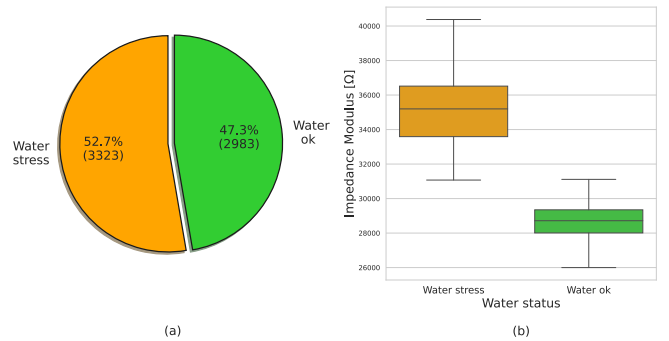 Water
stress
52.7%
(3323)
47.3%
(2983)
Water
ok
(a)
Impedance Modulus [Ω]
40000
38000
36000
34000
32000
30000
28000
26000
Water stress
Water ok
Water status
(b)